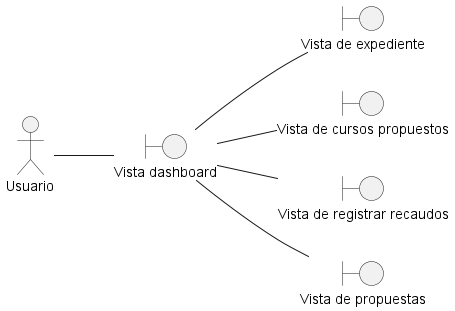 Vista de expediente
Vista de cursos propuestos
Usuario
Vista dashboard
Vista de registrar recaudos
Vista de propuestas